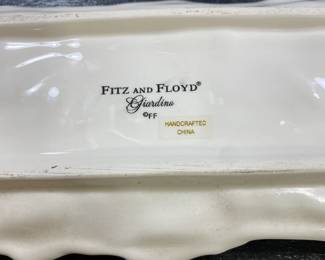 FITZ AND FLOYD®
Giardino
©FF
HANDCRAFTED
CHINA